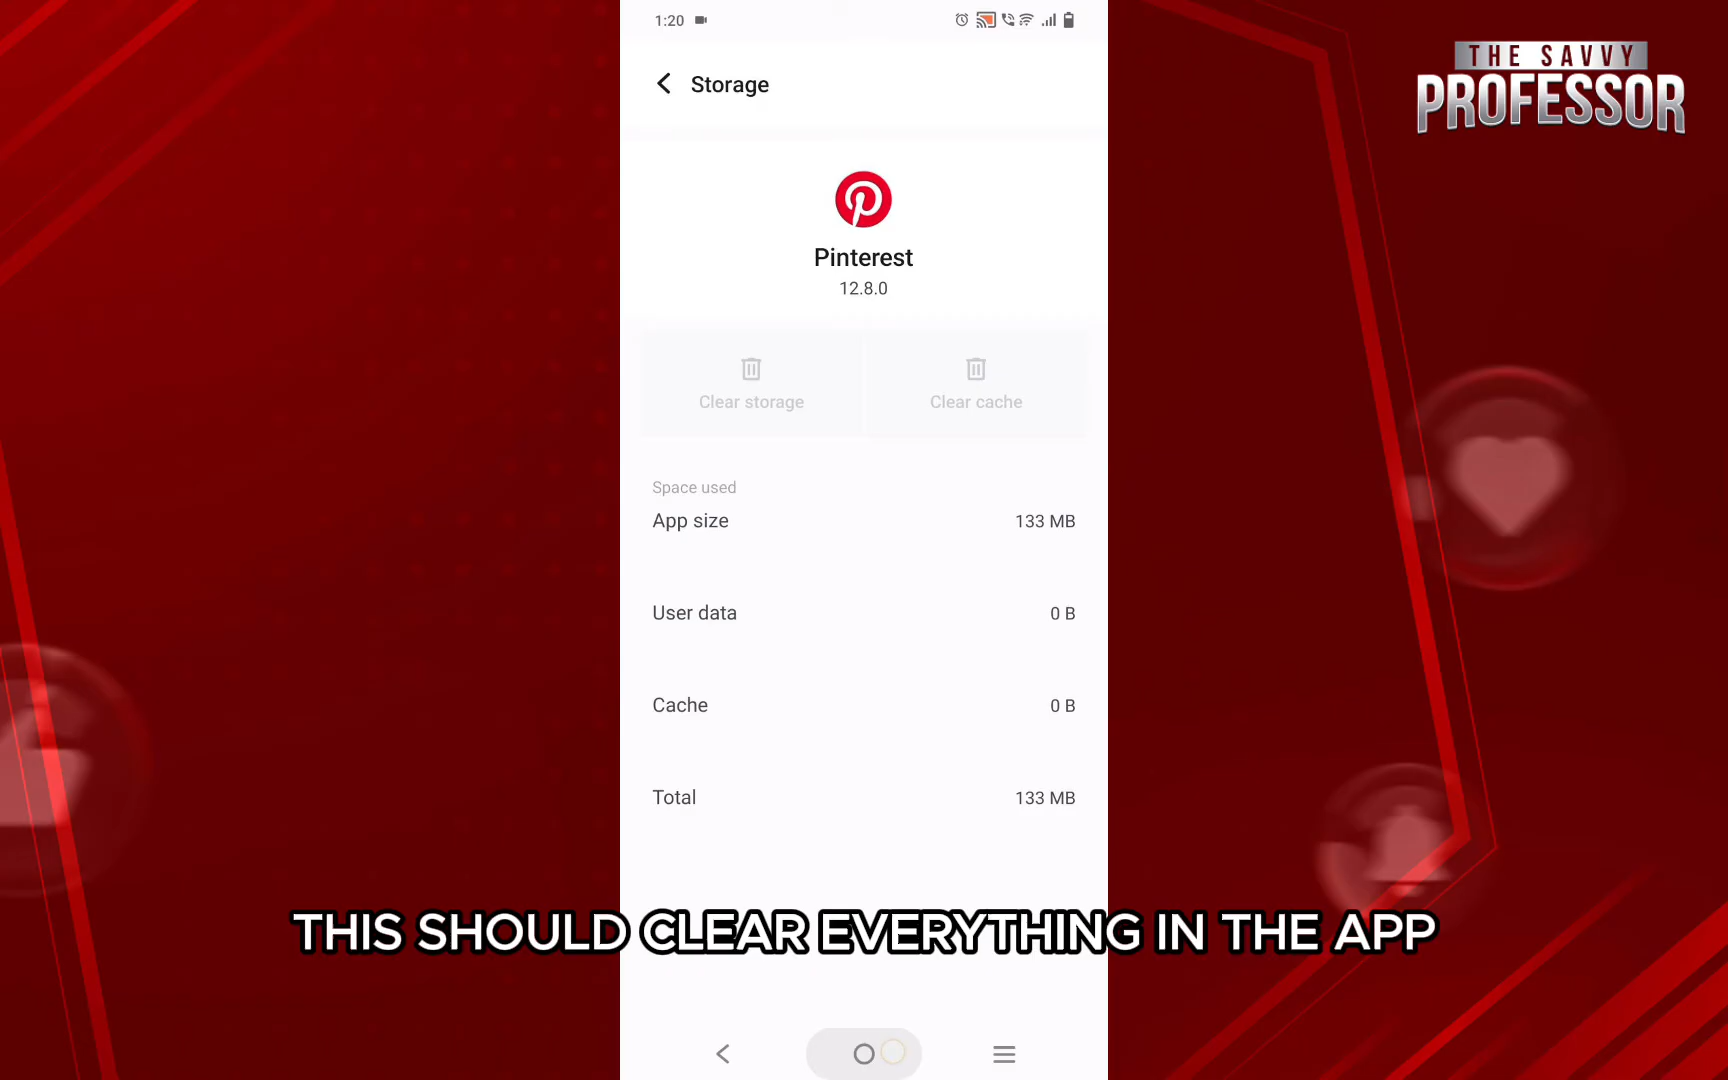 1:20
THE SAVVY
PROFESSOR
Storage
Pinterest
12.8.0
Clear storage
Clear cache
Space used
App size
133 MB
User data
0 B
Cache
0 B
Total
133 MB
THIS SHOULD CLEAR EVERYTHING IN THE APP